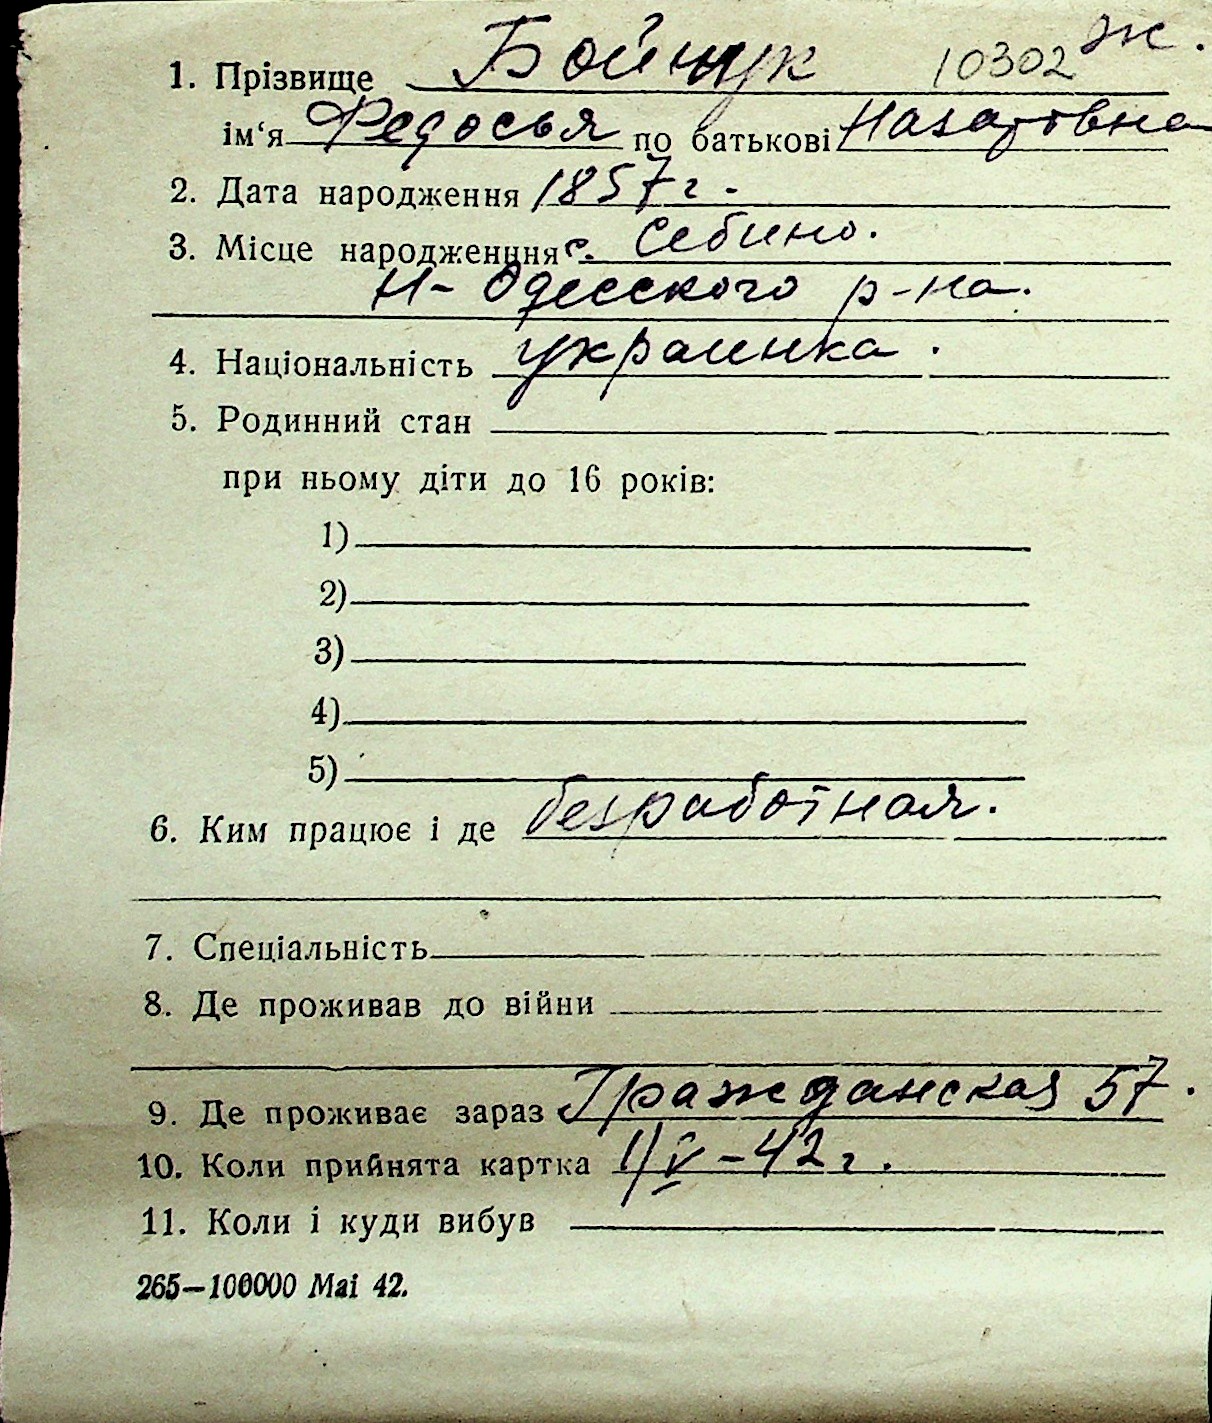 1. Прізвище Бойчук 10302 ж.
ім‘я Федосья по батькові Назаровна
2. Дата народження 1857 г.
3. Місце народженння с. Себино.
Н-Одесского р-на.
4. Національність украинка.
5. Родинний стан
при ньому діти до 16 років:
1)
2)
3)
4)
5)
6. Ким працює і де безработная.
7. Спеціальність
8. Де проживав до війни
9. Де проживає зараз Гражданская 57.
10. Коли прийнята картка 1/V-42 г.
11. Коли і куди вибув
265—100000 Mai 42.